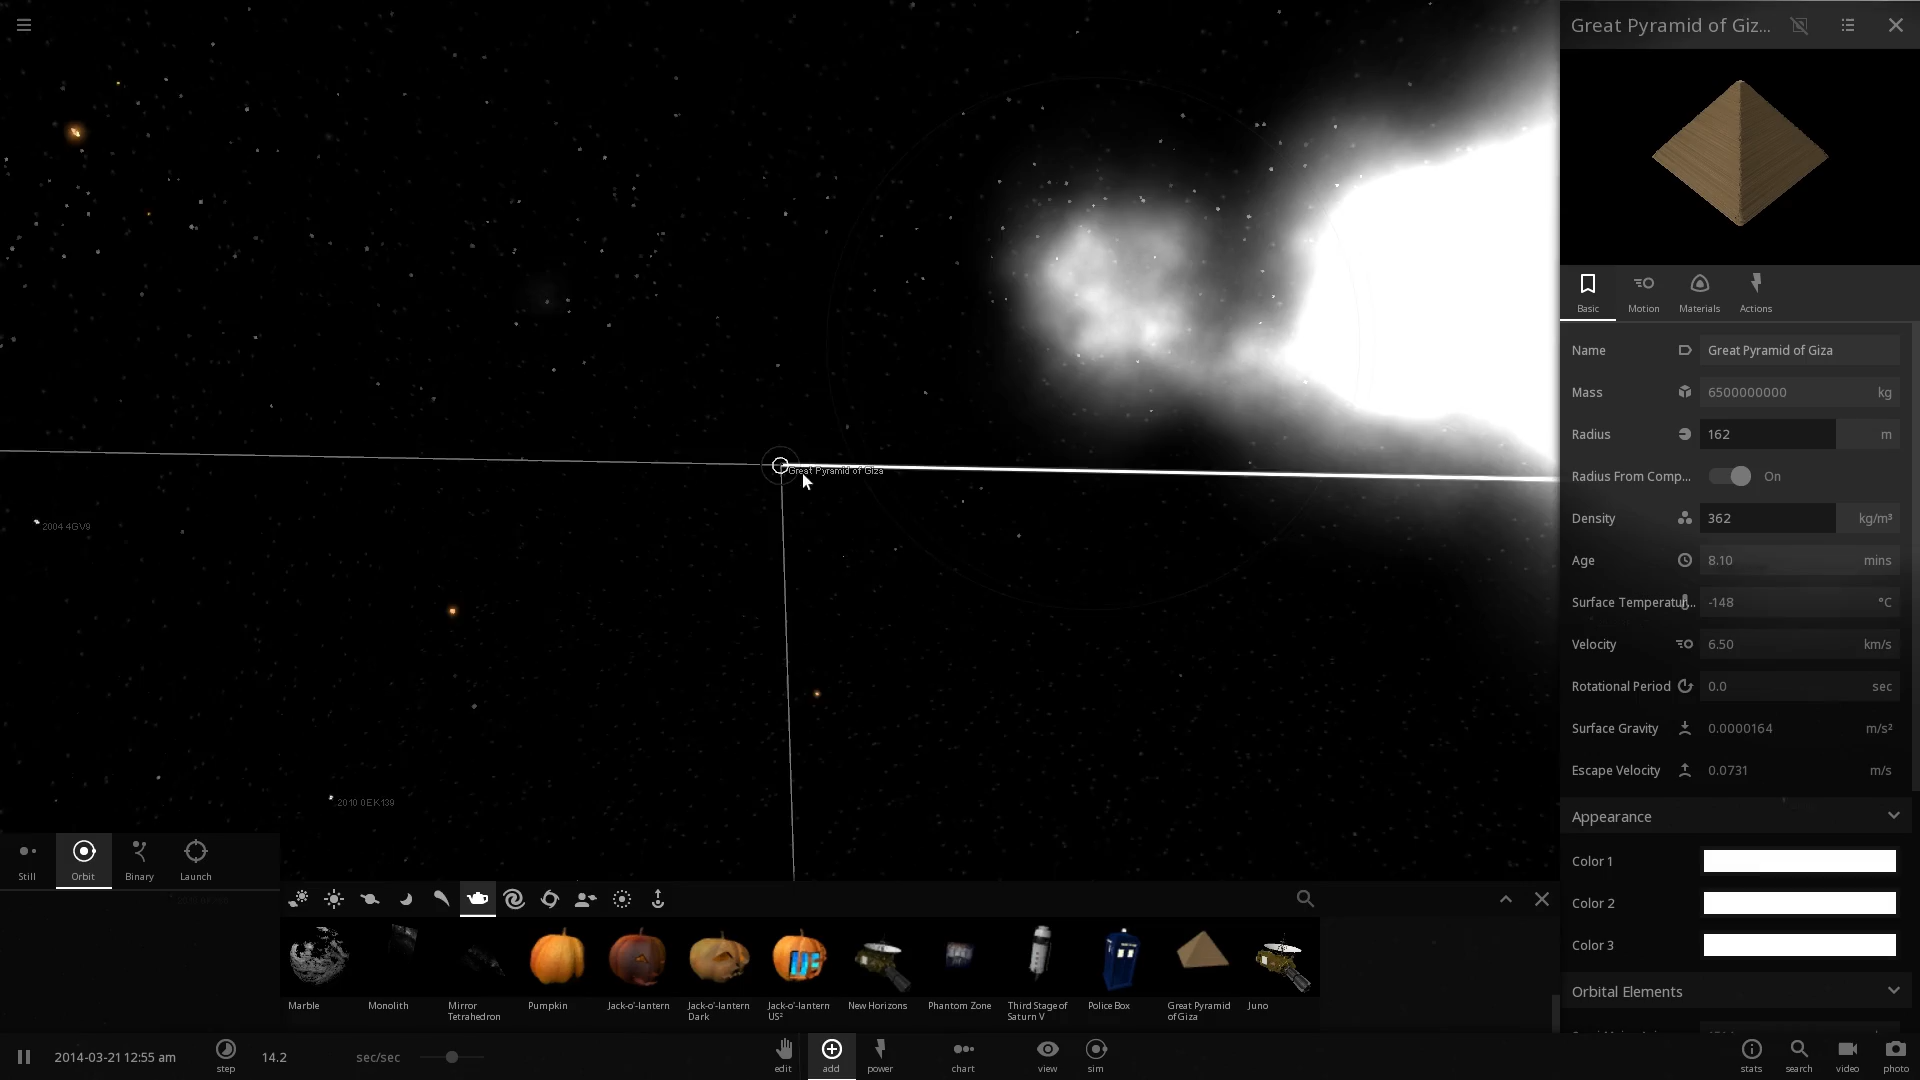 Great Pyramid of Giz...
Basic
Motion
Materials
Actions
Name
Great Pyramid of Giza
Mass
6500000000
kg
Radius
162
m
Radius From Comp...
On
Density
362
kg/m³
Age
8.10
mins
Surface Temperatur...
-148
°C
Velocity
6.50
km/s
Rotational Period
0.0
sec
Surface Gravity
0.0000164
m/s²
Escape Velocity
0.0731
m/s
Appearance
Color 1
Color 2
Color 3
Orbital Elements
Great Pyramid of Giza
2004 4GV9
2010 0EK139
Still
Orbit
Binary
Launch
Marble
Monolith
Mirror
Tetrahedron
Pumpkin
Jack-o'-lantern
Jack-o'-lantern
Dark
Jack-o'-lantern
US²
New Horizons
Phantom Zone
Third Stage of
Saturn V
Police Box
Great Pyramid
of Giza
Juno
2014-03-21 12:55 am
step
14.2
sec/sec
edit
add
power
chart
view
sim
stats
search
video
photo